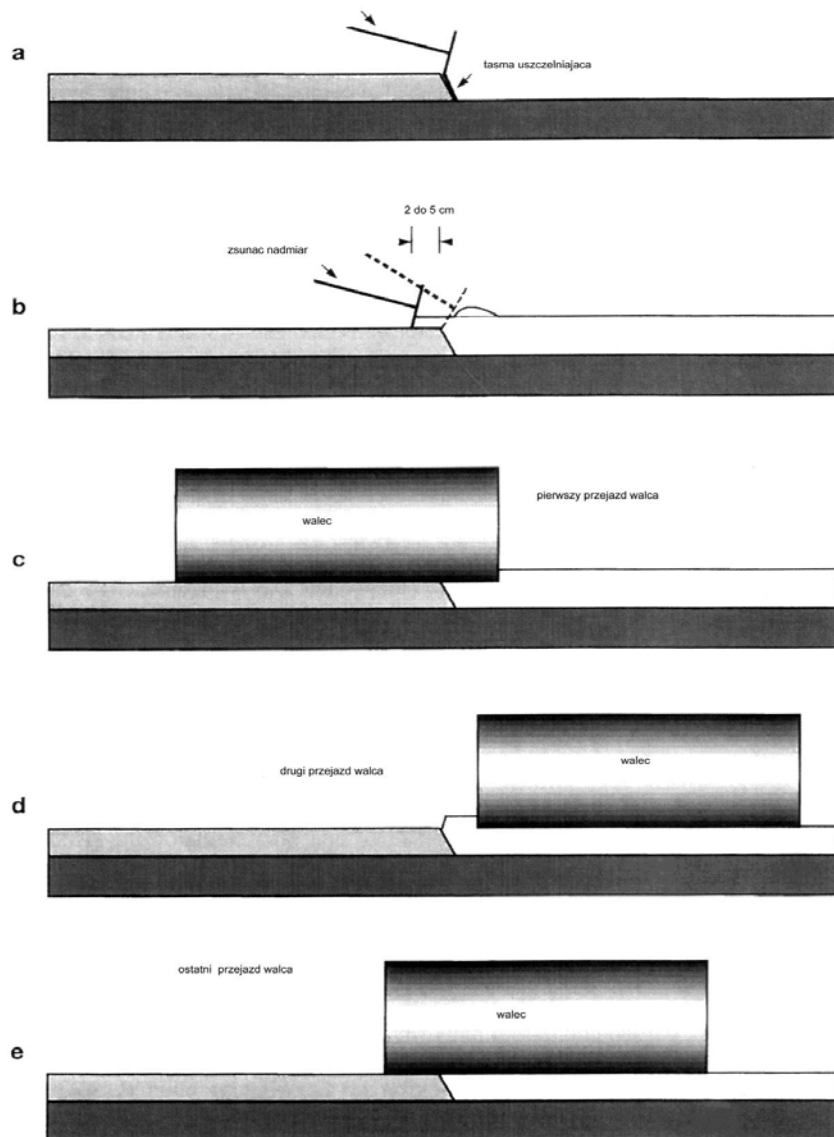 a
tasma uszczelniajaca
2 do 5 cm
zsunac nadmiar
b
walec
pierwszy przejazd walca
c
drugi przejazd walca
walec
d
ostatni przejazd walca
walec
e